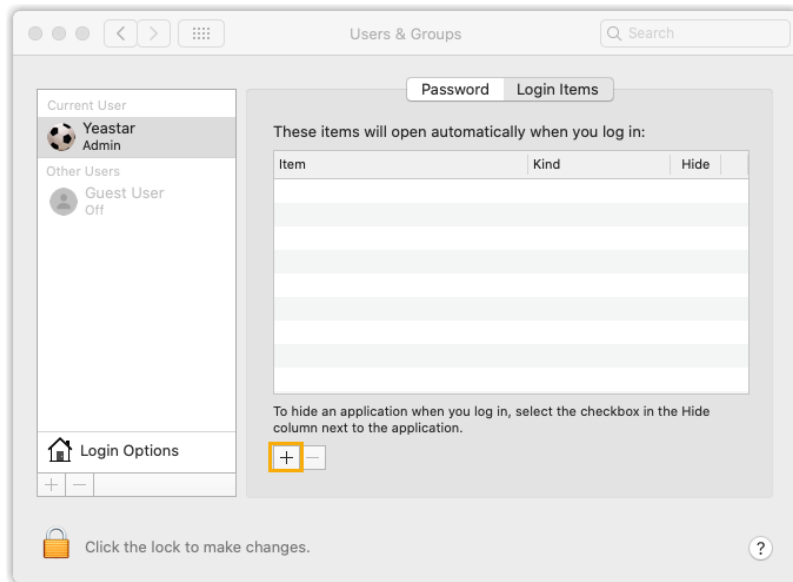 Users & Groups
Search
Password
Login Items
Current User
Yeastar
Admin
Other Users
Guest User
Off
Login Options
These items will open automatically when you log in:
Item
Kind
Hide
To hide an application when you log in, select the checkbox in the Hide
column next to the application.
Click the lock to make changes.
?